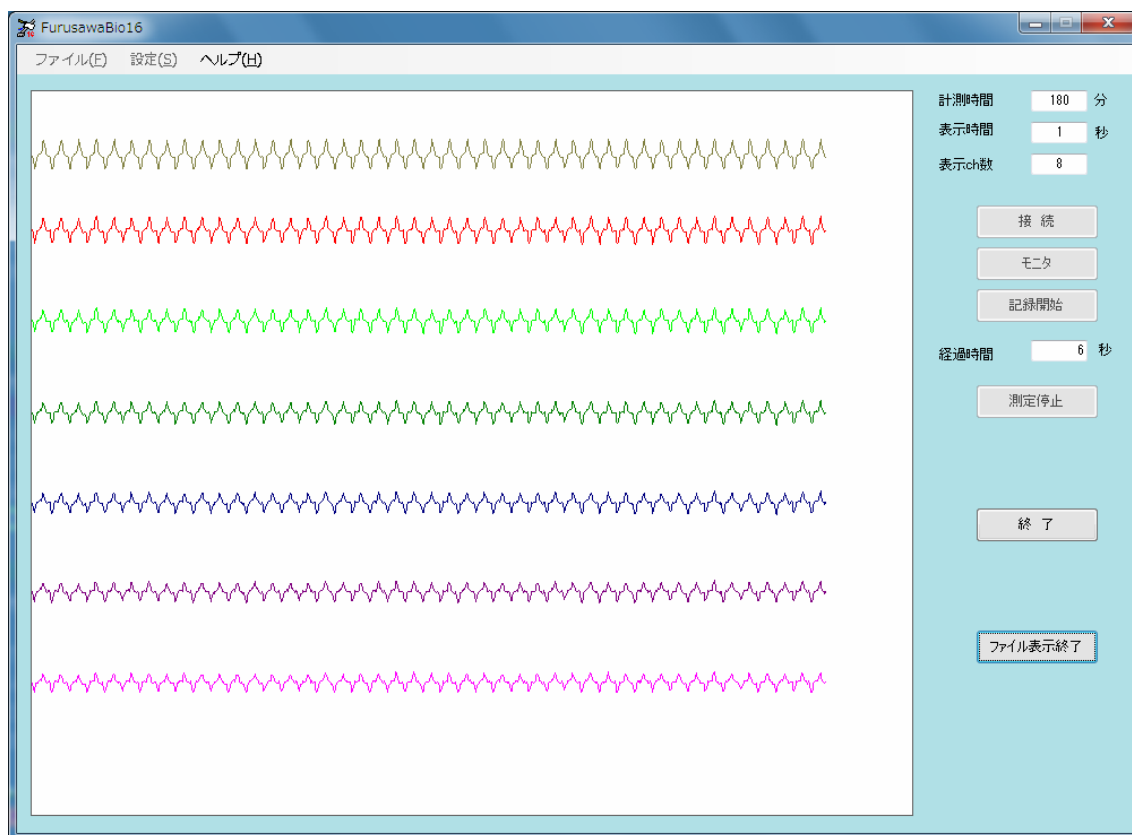 FurusawaBio16
ファイル(F) 設定(S) ヘルプ(H)
計測時間 180 分
表示時間 1 秒
表示ch数 8
接 続
モニタ
記録開始
経過時間 6 秒
測定停止
終 了
ファイル表示終了